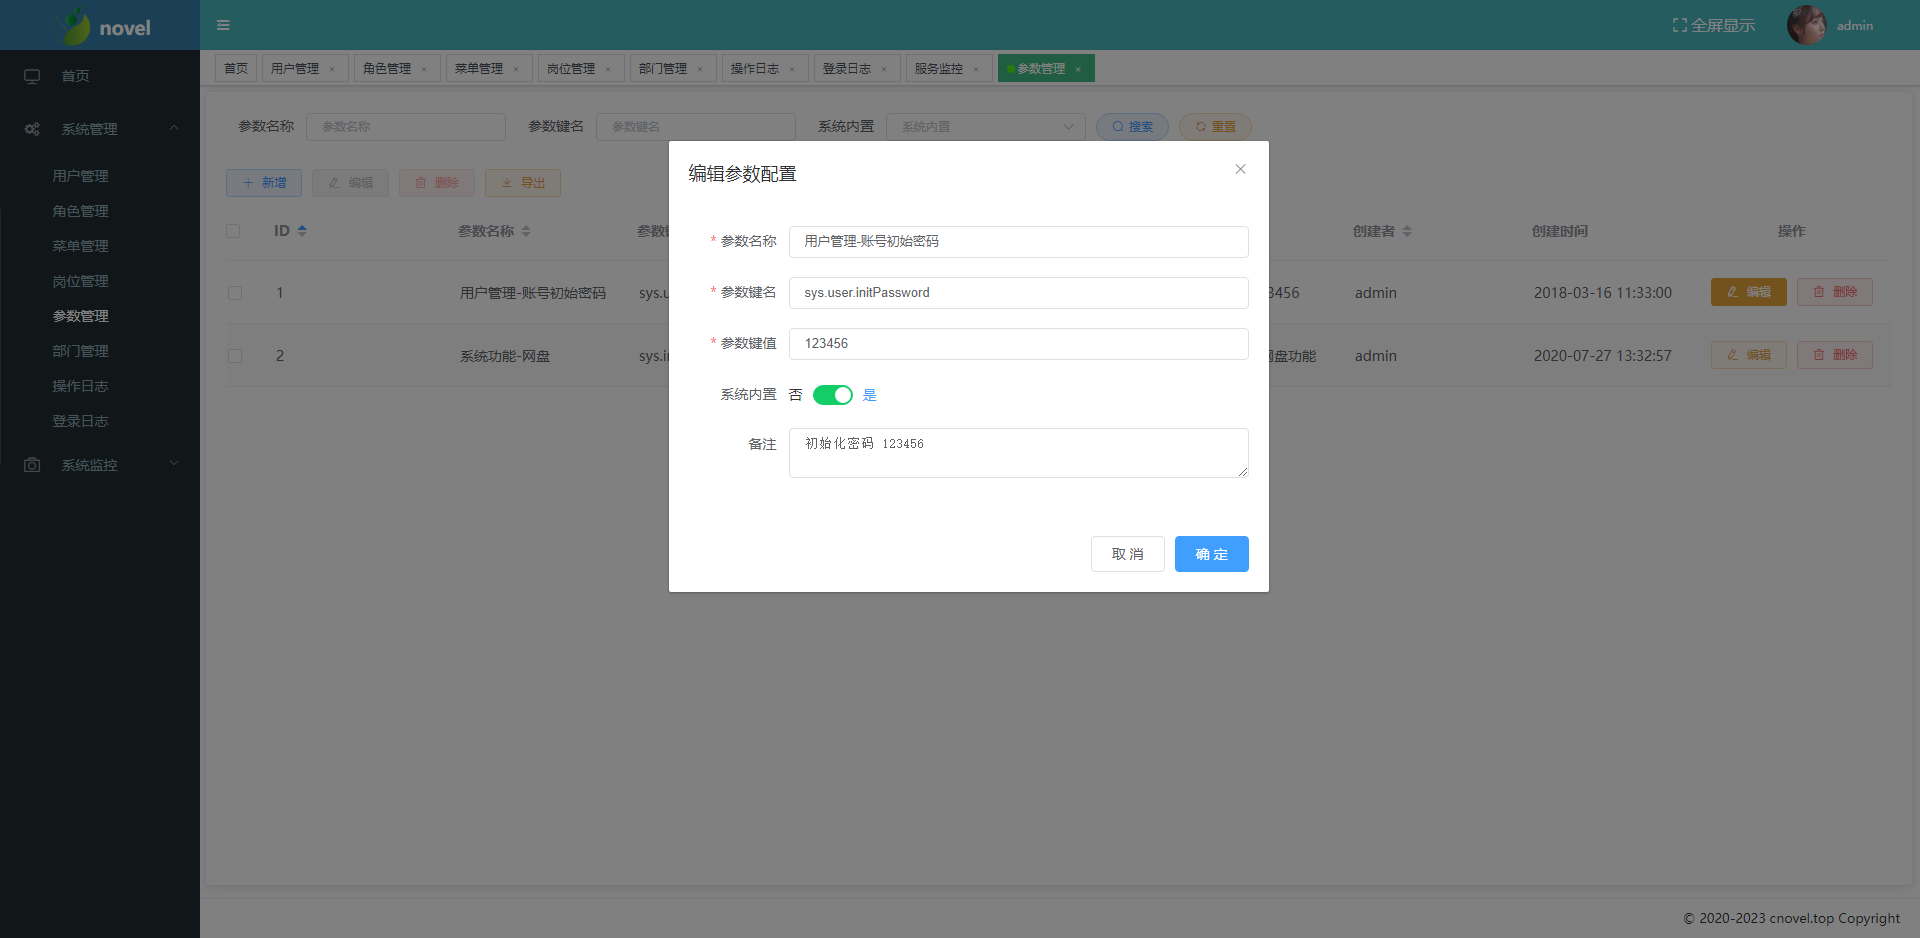 novel
全屏显示
admin
首页
系统管理
用户管理
角色管理
菜单管理
岗位管理
参数管理
部门管理
操作日志
登录日志
系统监控
首页 用户管理 × 角色管理 × 菜单管理 × 岗位管理 × 部门管理 × 操作日志 × 登录日志 × 服务监控 × 参数管理 ×
参数名称 参数名称 参数键名 参数键名 系统内置 系统内置 搜索 重置
新增 编辑 删除 导出
ID 参数名称 创建者 创建时间 操作
1 用户管理-账号初始密码 3456 admin 2018-03-16 11:33:00 编辑 删除
2 系统功能-网盘 盘功能 admin 2020-07-27 13:32:57 编辑 删除
编辑参数配置
* 参数名称 用户管理-账号初始密码
* 参数键名 sys.user.initPassword
* 参数键值 123456
系统内置 否 是
备注 初始化密码 123456
取 消 确 定
© 2020-2023 cnovel.top Copyright